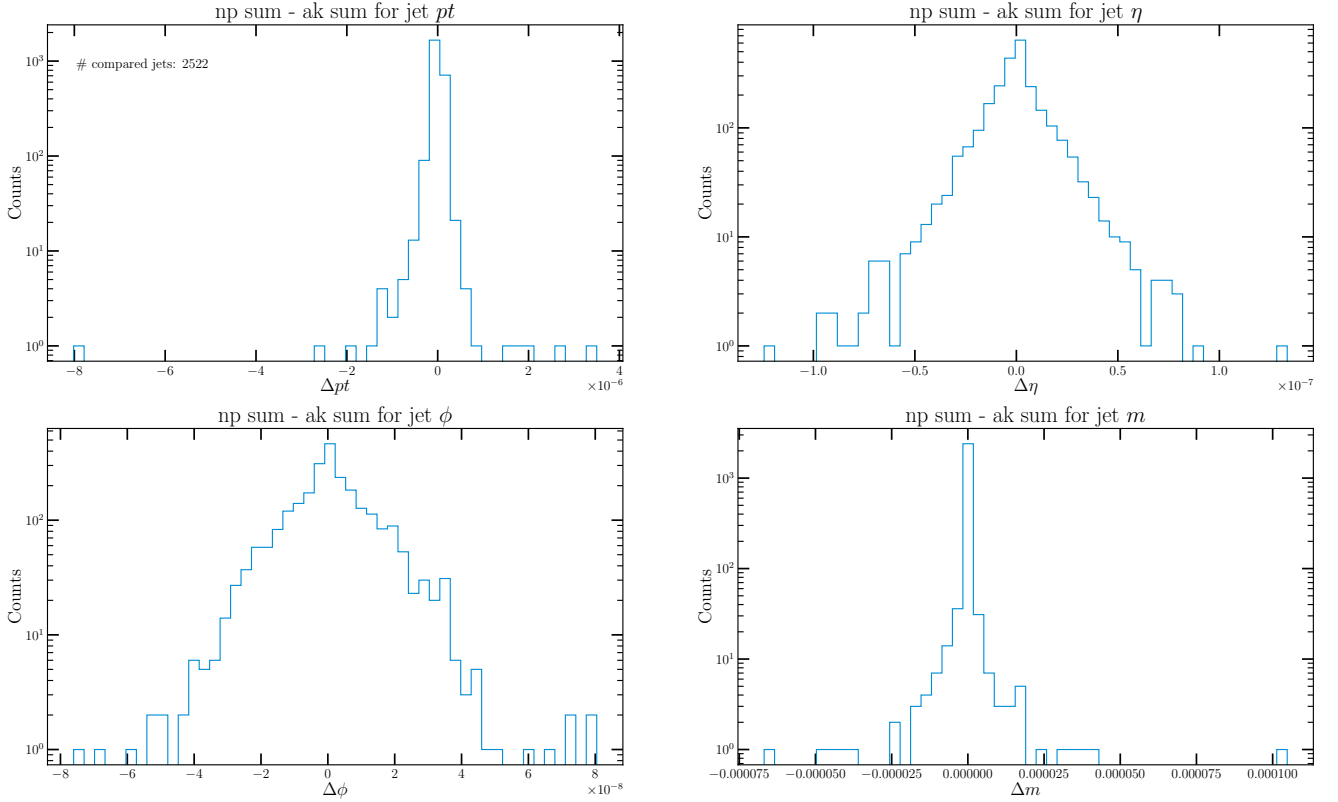 np sum - ak sum for jet pt
# compared jets: 2522
Counts
10³
10²
10¹
10⁰
−8 −6 −4 −2 0 2 4
×10⁻⁶
Δpt
np sum - ak sum for jet η
Counts
10²
10¹
10⁰
−1.0 −0.5 0.0 0.5 1.0
×10⁻⁷
Δη
np sum - ak sum for jet ϕ
Counts
10²
10¹
10⁰
−8 −6 −4 −2 0 2 4 6 8
×10⁻⁸
Δϕ
np sum - ak sum for jet m
Counts
10³
10²
10¹
10⁰
−0.000075 −0.000050 −0.000025 0.000000 0.000025 0.000050 0.000075 0.000100
Δm